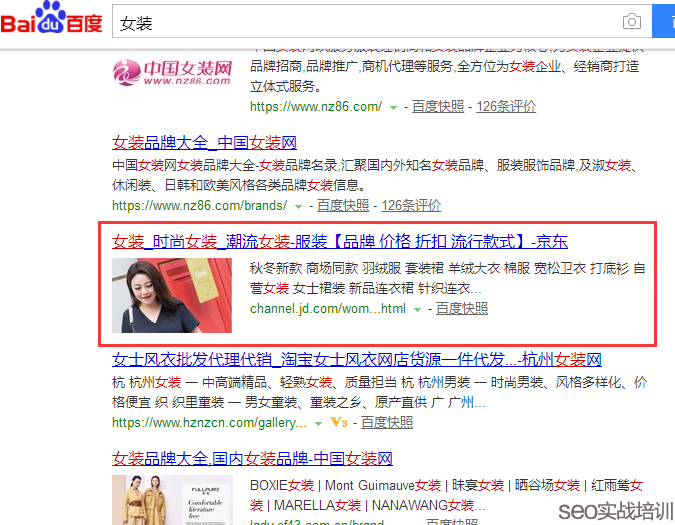 Bai du 百度
女装
中国女装网
www.nz86.com
品牌招商,品牌推广,商机代理等服务,全方位为女装企业、经销商打造
立体式服务。
https://www.nz86.com/ - 百度快照 - 126条评价
女装品牌大全_中国女装网
中国女装网女装品牌大全-女装品牌名录,汇聚国内外知名女装品牌、服装服饰品牌,及淑女装、
休闲装、日韩和欧美风格各类品牌女装信息。
https://www.nz86.com/brands/ - 百度快照 - 126条评价
女装_时尚女装_潮流女装-服装【品牌 价格 折扣 流行款式】-京东
秋冬新款 商场同款 羽绒服 套装裙 羊绒大衣 棉服 宽松卫衣 打底衫 自
营女装 女士裙装 新品连衣裙 针织连衣...
channel.jd.com/wom...html - 百度快照
女士风衣批发代理代销_淘宝女士风衣网店货源一件代发...-杭州女装网
杭 杭州女装 — 中高端精品、轻熟女装、质量担当 杭 杭州男装 — 时尚男装、风格多样化、价
格便宜 织 织里童装 — 男女童装、童装之乡、原产直供 广 广州...
https://www.hznzcn.com/gallery... V3 - 百度快照
女装品牌大全,国内女装品牌-中国女装网
FULLPURE
Comfortable
literature
BOXIE女装 | Mont Guimauve女装 | 昧寰女装 | 晒谷场女装 | 红雨鸳女
装 | MARELLA女装 | NANAWANG女装...
seo实战培训